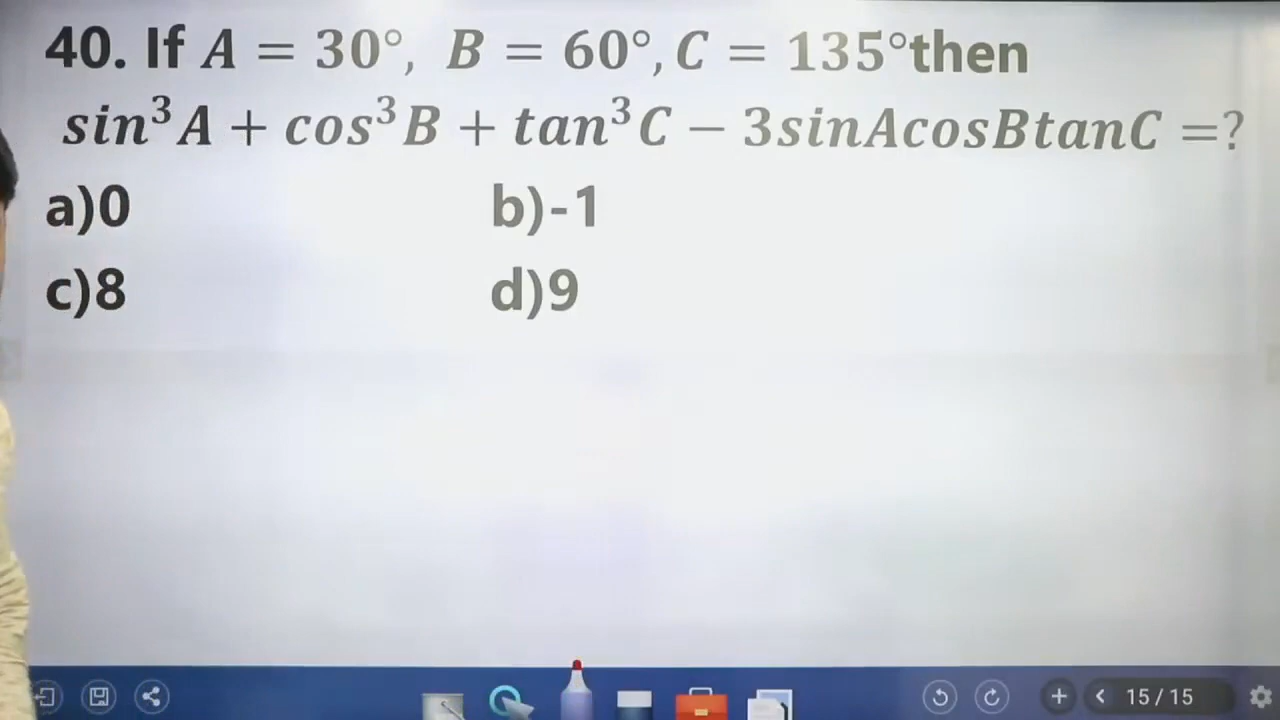 40. If A = 30°, B = 60°, C = 135°then
sin³A + cos³B + tan³C − 3sinAcosBtanC =?
a)0 b)-1
c)8 d)9
15 / 15